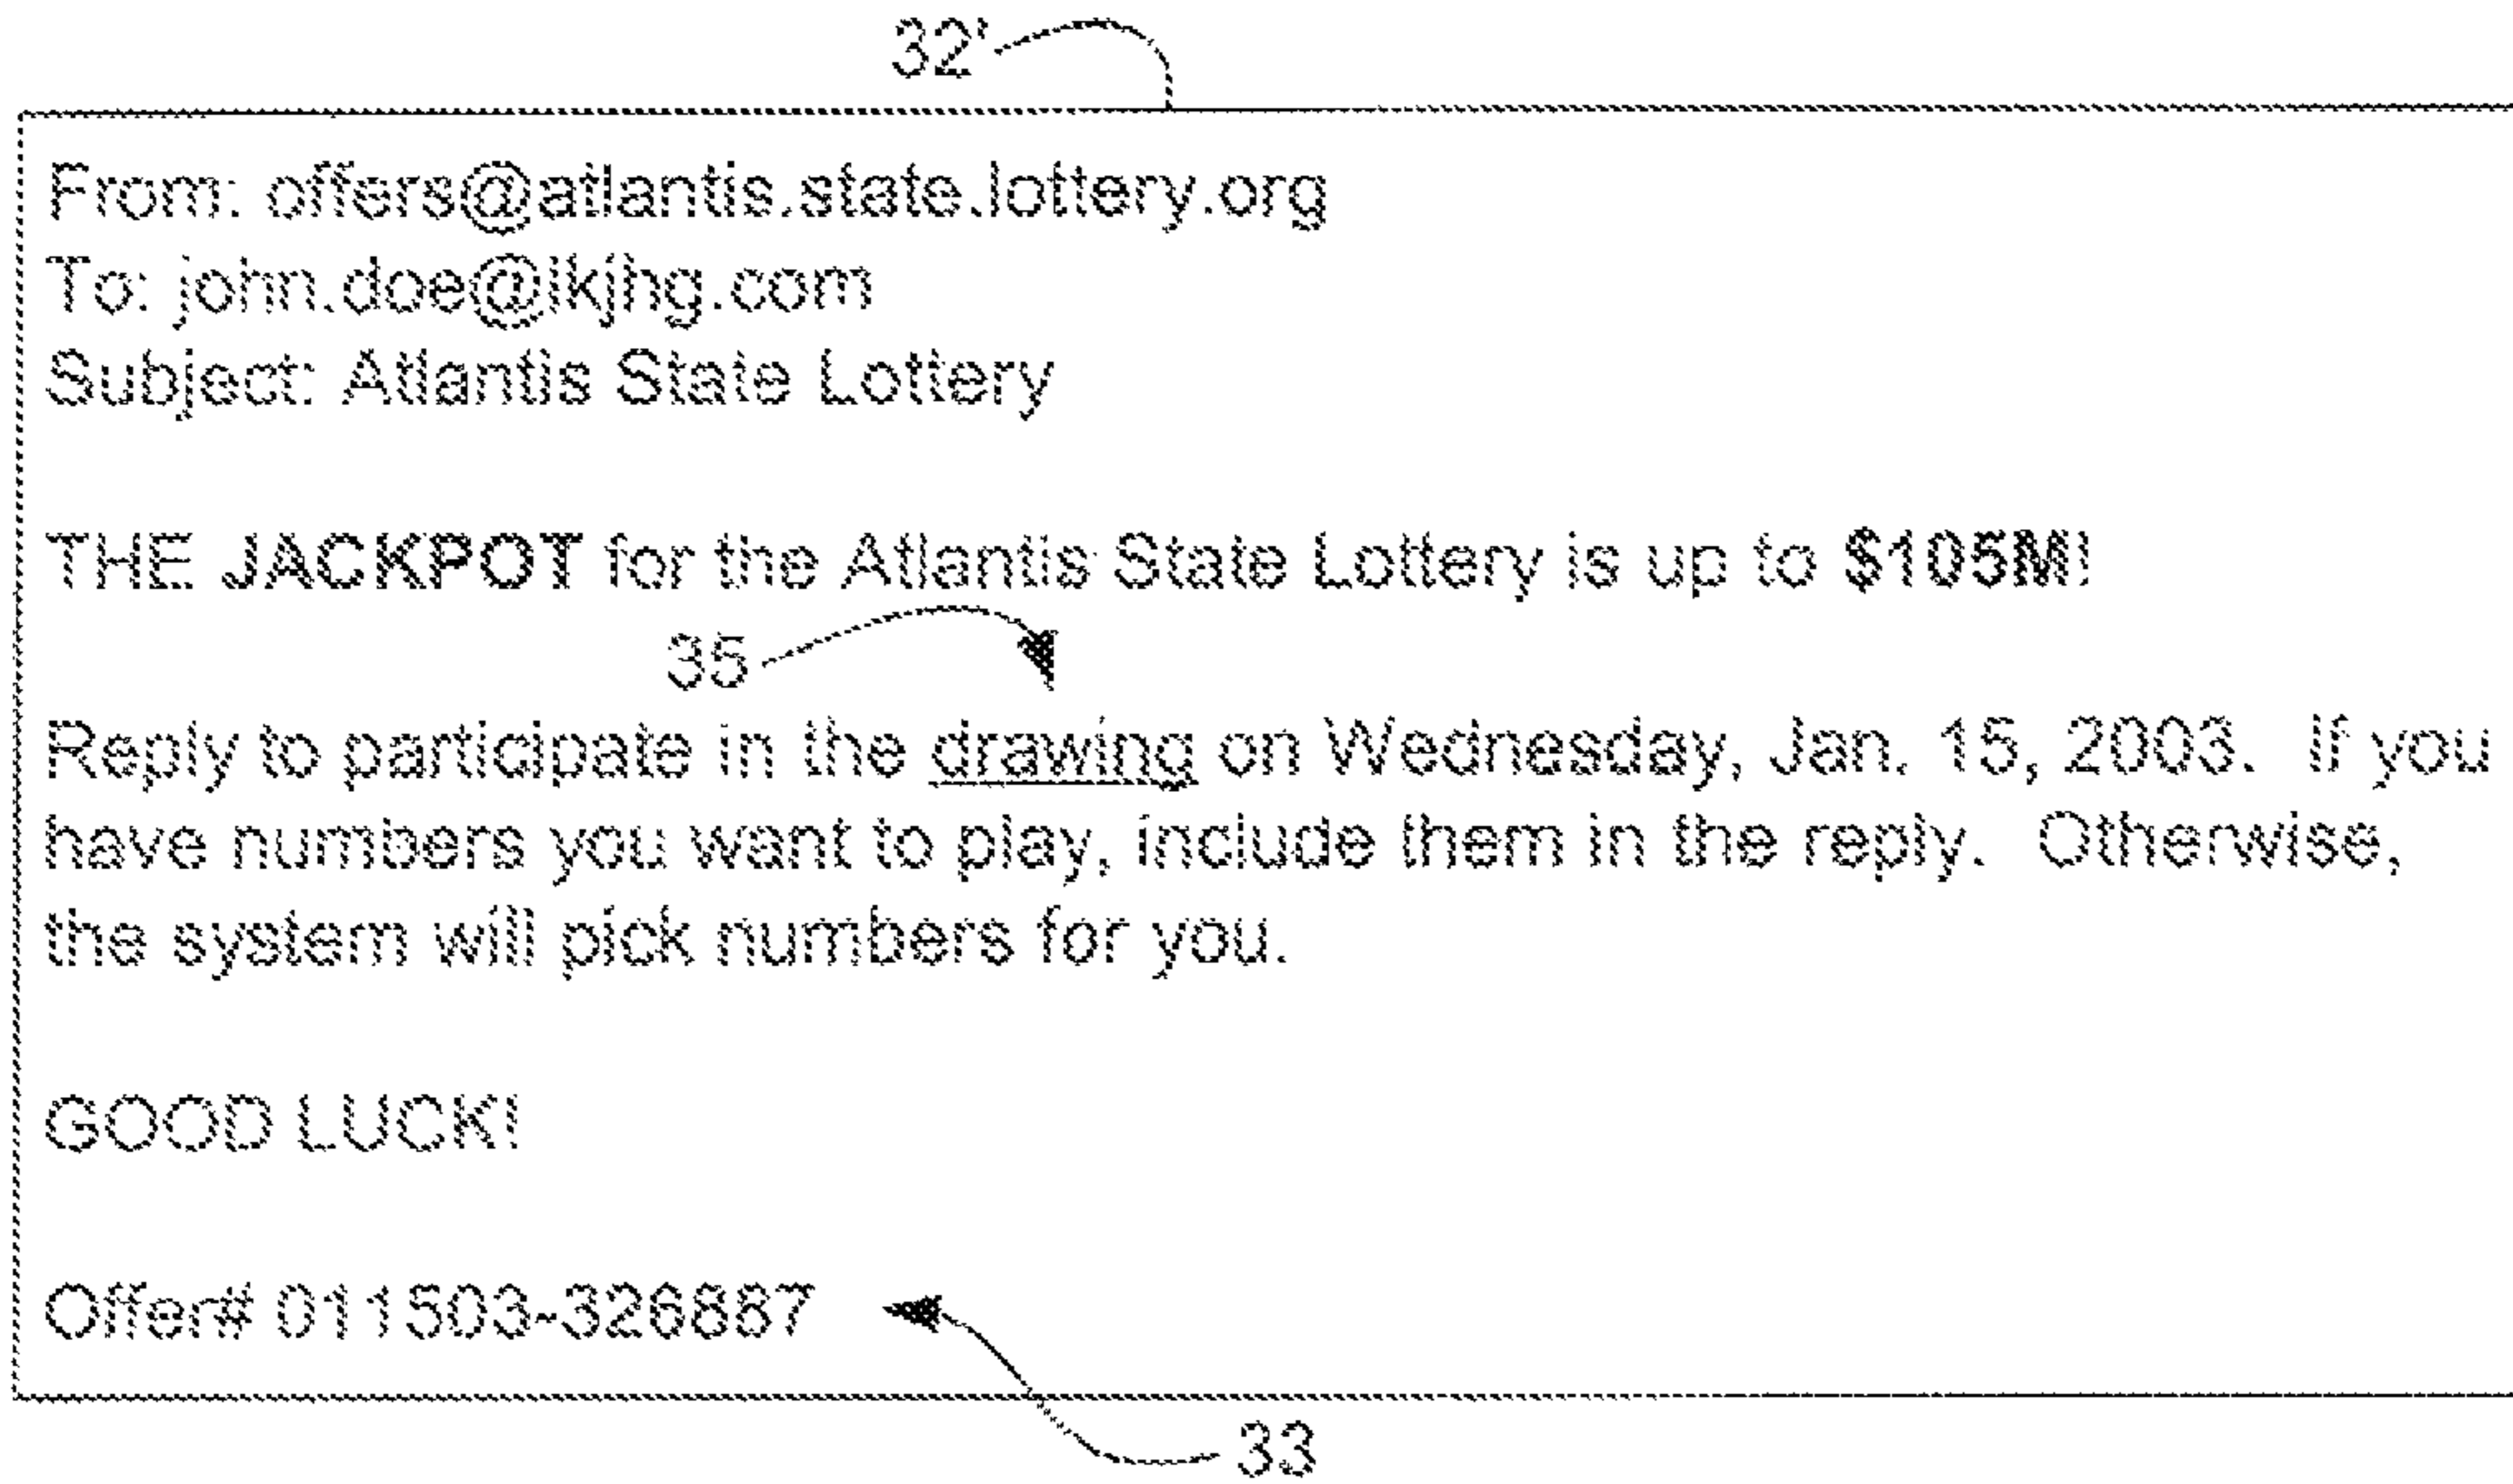 32'
From: offers@atlantis.state.lottery.org
To: john.doe@lkjhg.com
Subject: Atlantis State Lottery
THE JACKPOT for the Atlantis State Lottery is up to $105M!
35
Reply to participate in the drawing on Wednesday, Jan. 15, 2003. If you
have numbers you want to play, include them in the reply. Otherwise,
the system will pick numbers for you.
GOOD LUCK!
Offer# 011503-326887
33